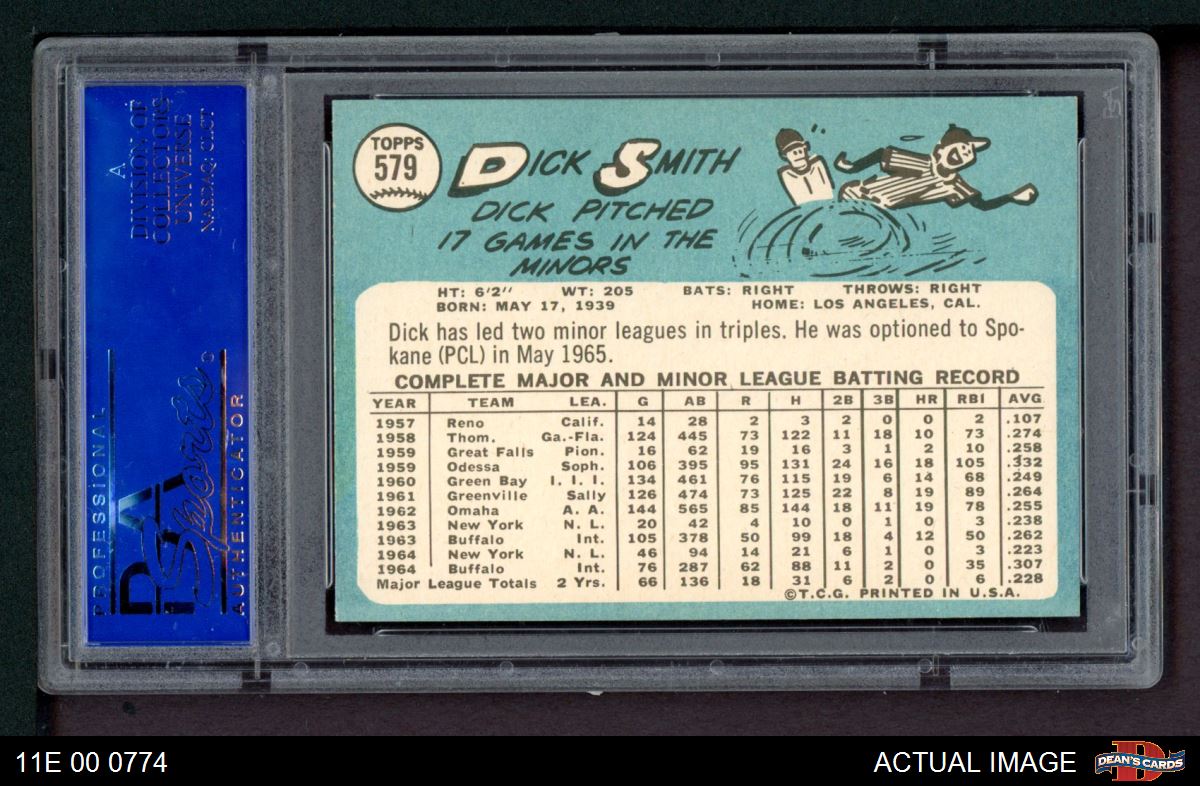 A
DIVISION OF
COLLECTORS
UNIVERSE
NASDAQ: CLCT
PROFESSIONAL
PSA
Sports
AUTHENTICATOR
TOPPS
579
DICK SMITH
DICK PITCHED
17 GAMES IN THE
MINORS
HT: 6'2" WT: 205 BATS: RIGHT THROWS: RIGHT
BORN: MAY 17, 1939 HOME: LOS ANGELES, CAL.
Dick has led two minor leagues in triples. He was optioned to Spo-
kane (PCL) in May 1965.
COMPLETE MAJOR AND MINOR LEAGUE BATTING RECORD
YEAR TEAM LEA. G AB R H 2B 3B HR RBI AVG
1957 Reno Calif. 14 28 2 3 2 0 0 2 .107
1958 Thom. Ga.-Fla. 124 445 73 122 11 18 10 73 .274
1959 Great Falls Pion. 16 62 19 16 3 1 2 10 .258
1959 Odessa Soph. 106 395 95 131 24 16 18 105 .332
1960 Green Bay I. I. I. 134 461 76 115 19 6 14 68 .249
1961 Greenville Sally 126 474 73 125 22 8 19 89 .264
1962 Omaha A. A. 144 565 85 144 18 11 19 78 .255
1963 New York N. L. 20 42 4 10 0 1 0 3 .238
1963 Buffalo Int. 105 378 50 99 18 4 12 50 .262
1964 New York N. L. 46 94 14 21 6 1 0 3 .223
1964 Buffalo Int. 76 287 62 88 11 2 0 35 .307
Major League Totals 2 Yrs. 66 136 18 31 6 2 0 6 .228
©T.C.G. PRINTED IN U.S.A.
11E 00 0774
ACTUAL IMAGE
D
DEAN'S CARDS